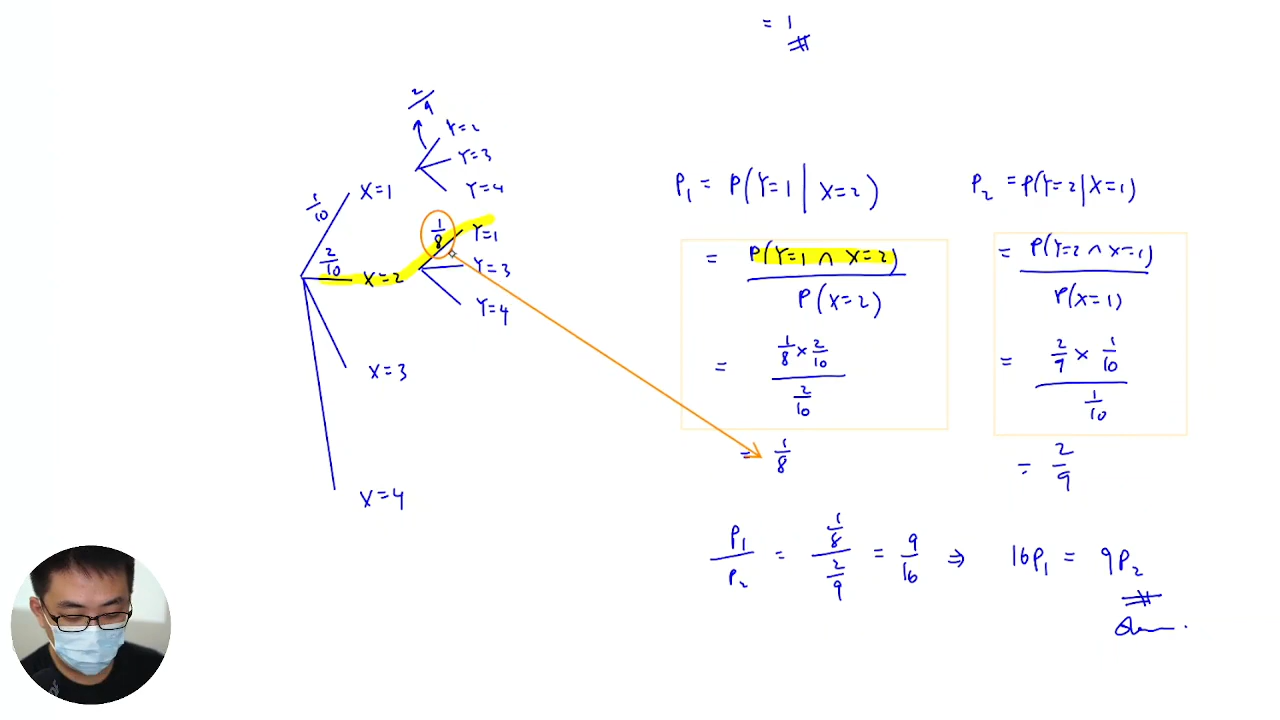 = 1
2/9
Y=2
Y=3
Y=4
1/10
X=1
1/8
Y=1
2/10
X=2
Y=3
Y=4
X=3
X=4
P₁ = P(Y=1 | X=2)
= P(Y=1 ∩ X=2) / P(X=2)
= (1/8 × 2/10) / (2/10)
= 1/8
P₂ = P(Y=2 | X=1)
= P(Y=2 ∩ X=1) / P(X=1)
= (2/9 × 1/10) / (1/10)
= 2/9
P₁/P₂ = (1/8) / (2/9) = 9/16 ⇒ 16P₁ = 9P₂